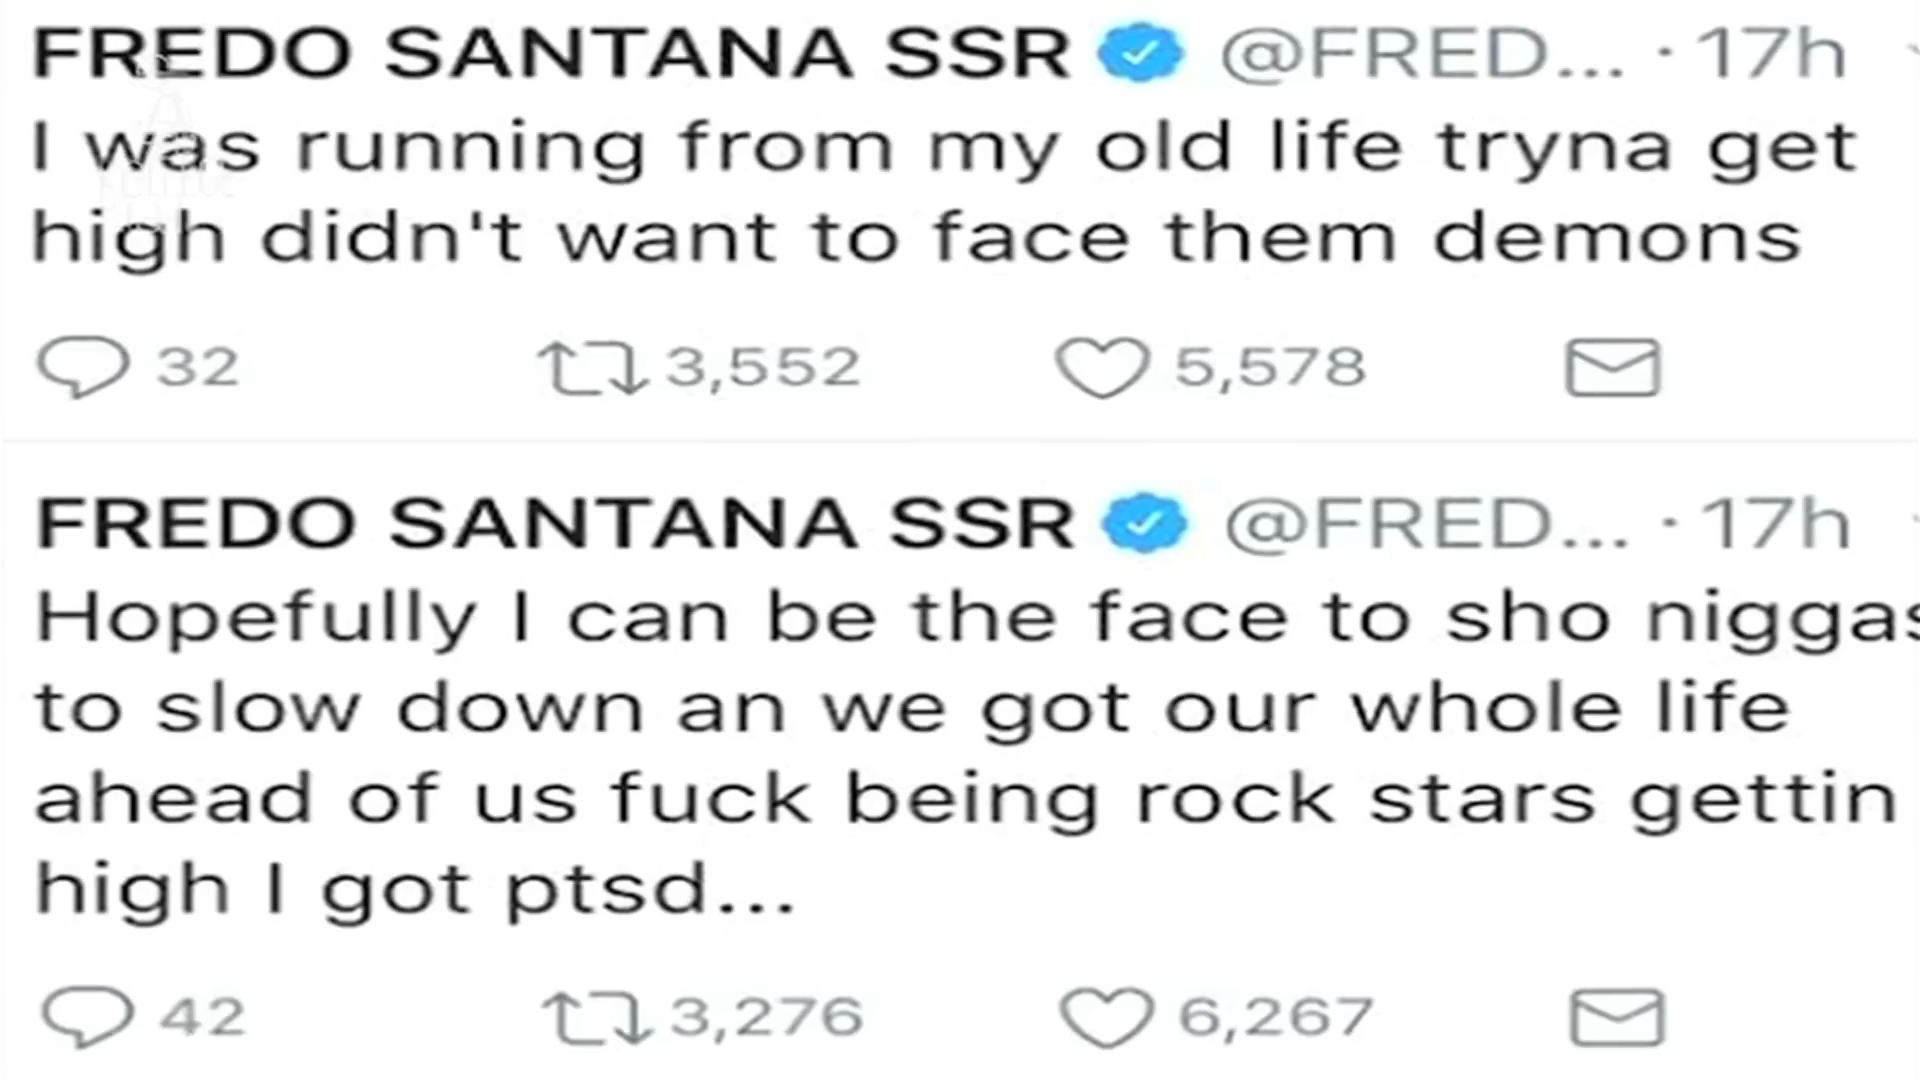 FREDO SANTANA SSR @FRED... · 17h
I was running from my old life tryna get
high didn't want to face them demons
32 3,552 5,578
FREDO SANTANA SSR @FRED... · 17h
Hopefully I can be the face to sho niggas
to slow down an we got our whole life
ahead of us fuck being rock stars gettin
high I got ptsd...
42 3,276 6,267